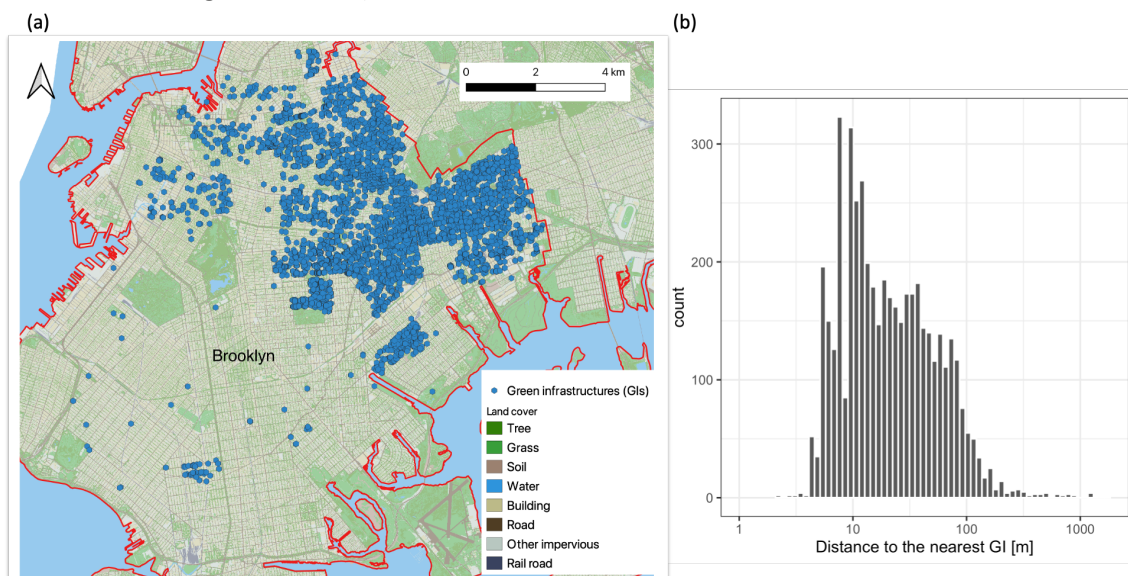 (a)
(b)
0 2 4 km
Brooklyn
Green infrastructures (GIs)
Land cover
Tree
Grass
Soil
Water
Building
Road
Other impervious
Rail road
count
300
200
100
0
1 10 100 1000
Distance to the nearest GI [m]